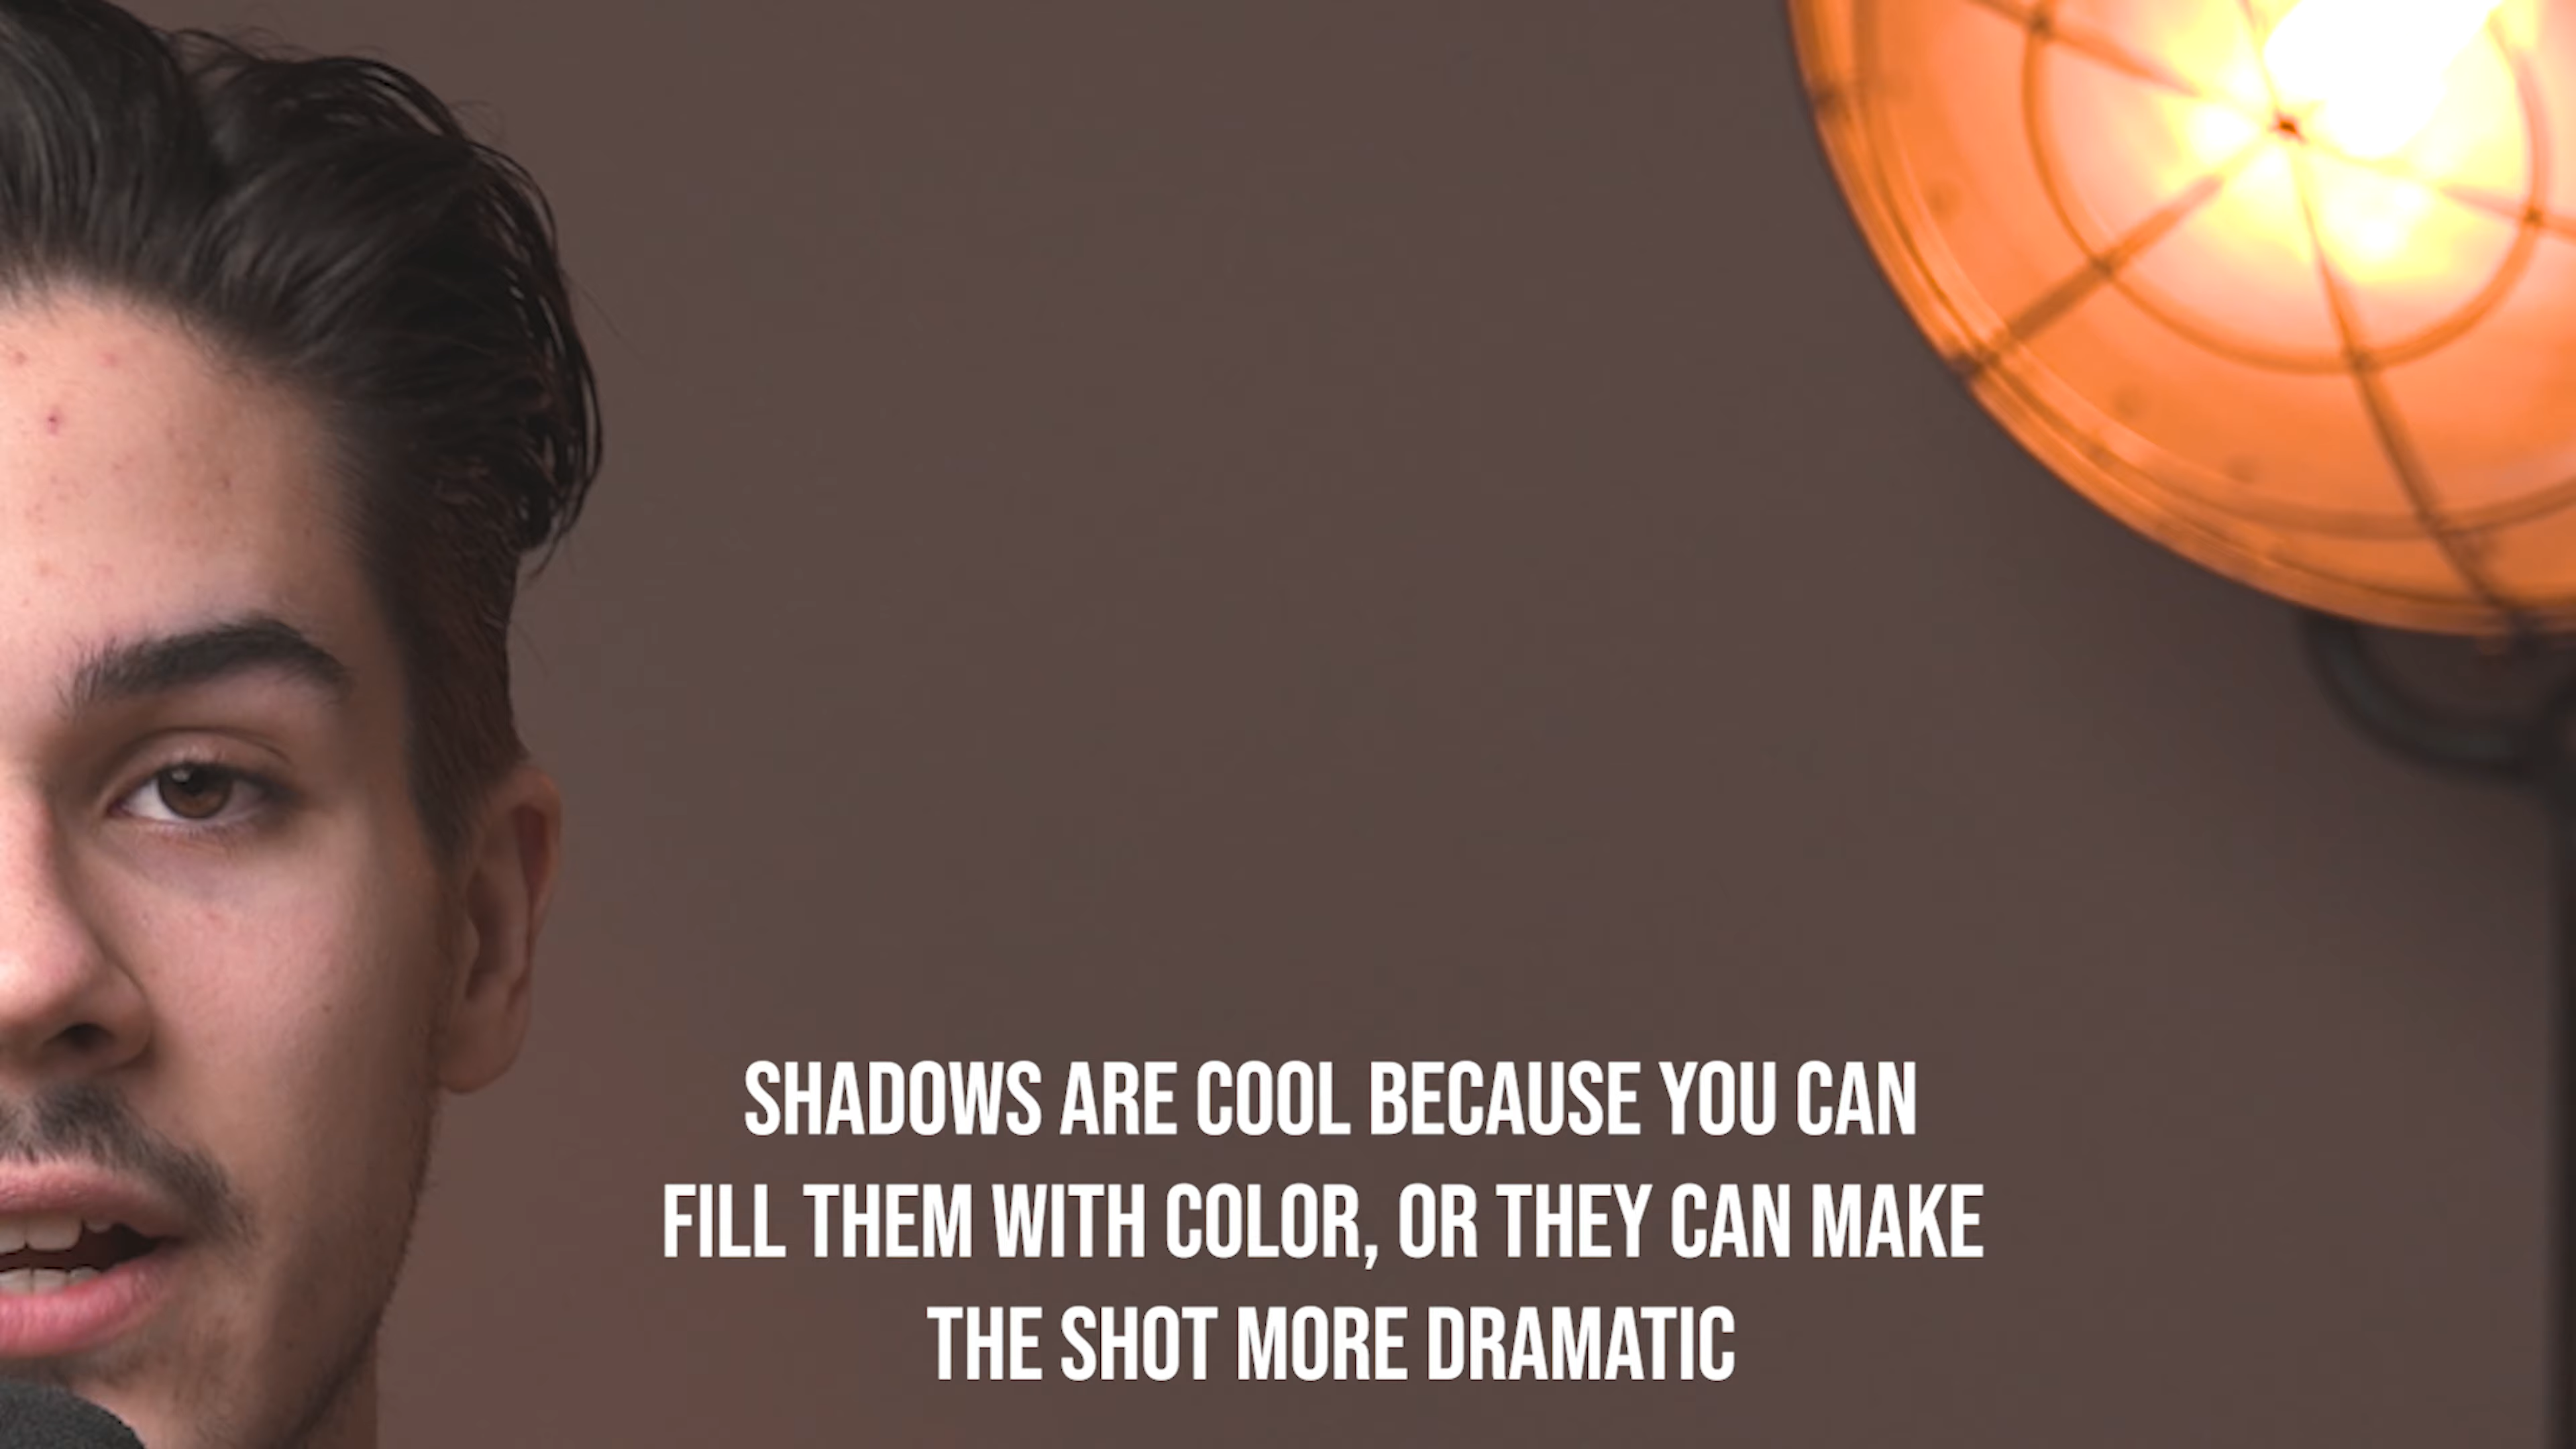 SHADOWS ARE COOL BECAUSE YOU CAN
FILL THEM WITH COLOR, OR THEY CAN MAKE
THE SHOT MORE DRAMATIC